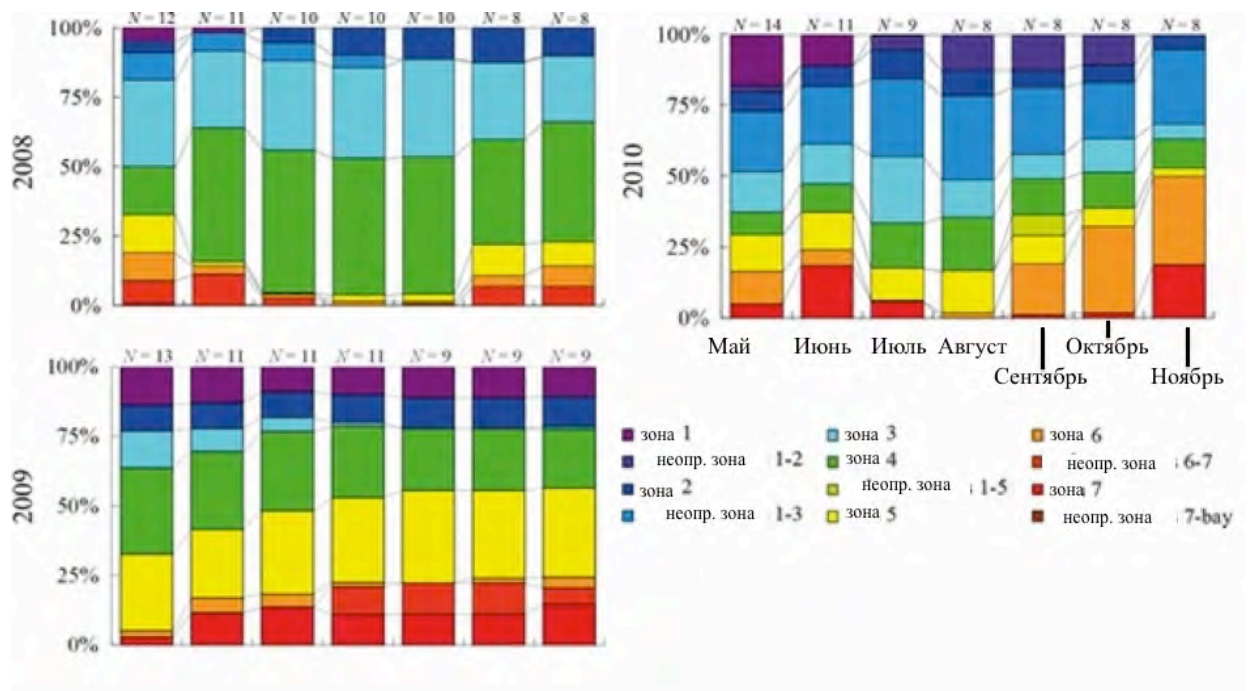 N = 12 N = 11 N = 10 N = 10 N = 10 N = 8 N = 8
100%
75%
50%
25%
0%
2008
N = 14 N = 11 N = 9 N = 8 N = 8 N = 8 N = 8
100%
75%
50%
25%
0%
2010
Май Июнь Июль Август Октябрь
Сентябрь Ноябрь
N = 13 N = 11 N = 11 N = 11 N = 9 N = 9 N = 9
100%
75%
50%
25%
0%
2009
зона 1 зона 3 зона 6
неопр. зона 1-2 зона 4 неопр. зона 6-7
зона 2 неопр. зона 1-5 зона 7
неопр. зона 1-3 зона 5 неопр. зона 7-bay